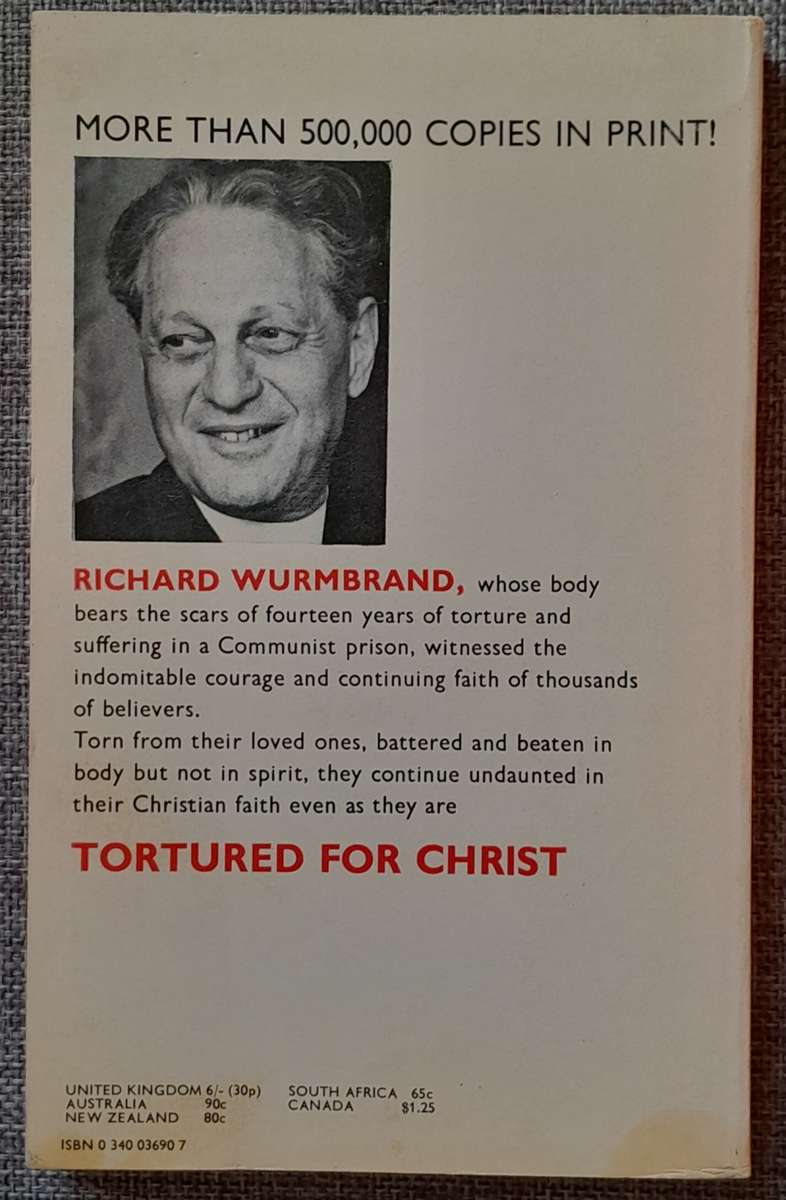 MORE THAN 500,000 COPIES IN PRINT!
RICHARD WURMBRAND, whose body
bears the scars of fourteen years of torture and
suffering in a Communist prison, witnessed the
indomitable courage and continuing faith of thousands
of believers.
Torn from their loved ones, battered and beaten in
body but not in spirit, they continue undaunted in
their Christian faith even as they are
TORTURED FOR CHRIST
UNITED KINGDOM 6/- (30p) SOUTH AFRICA 65c
AUSTRALIA 90c CANADA $1.25
NEW ZEALAND 80c
ISBN 0 340 03690 7